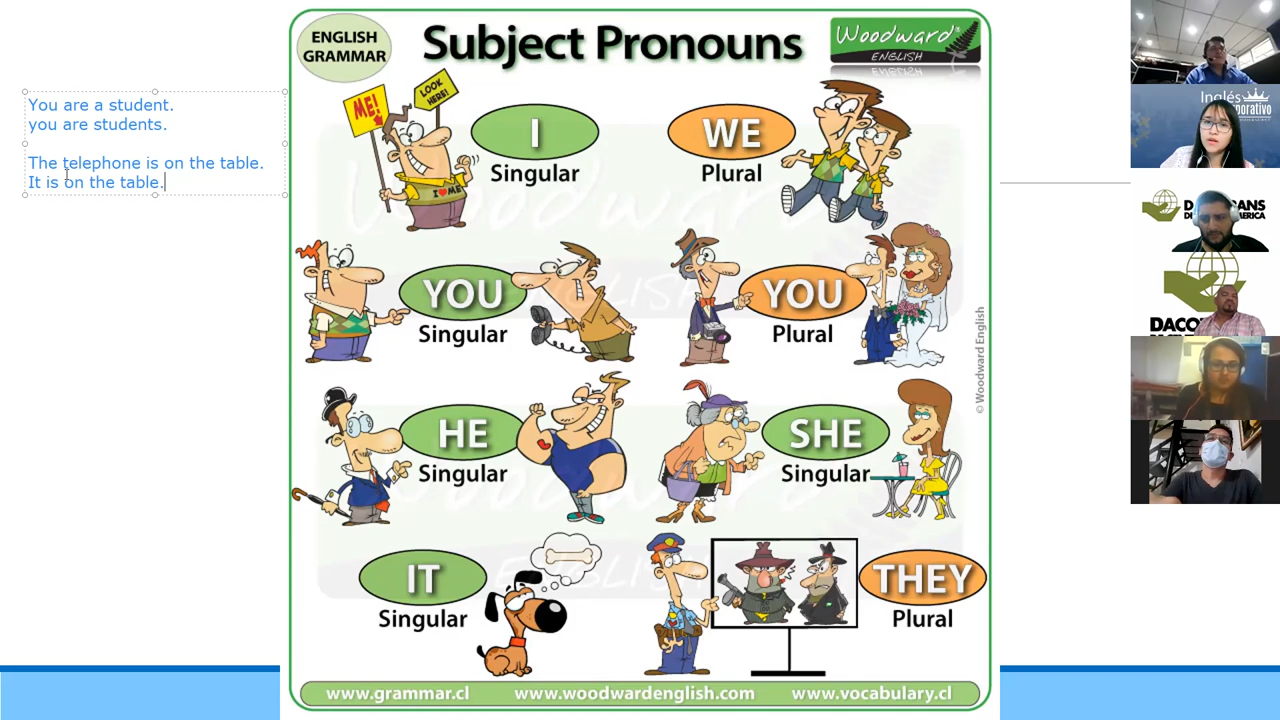 You are a student.
you are students.
The telephone is on the table.
It is on the table.
ENGLISH
GRAMMAR
Subject Pronouns
Woodward®
ENGLISH
ME!
LOOK
HERE!
I ♥ ME
I
Singular
WE
Plural
YOU
Singular
YOU
Plural
HE
Singular
SHE
Singular
IT
Singular
THEY
Plural
© Woodward English
www.grammar.cl
www.woodwardenglish.com
www.vocabulary.cl
Inglés